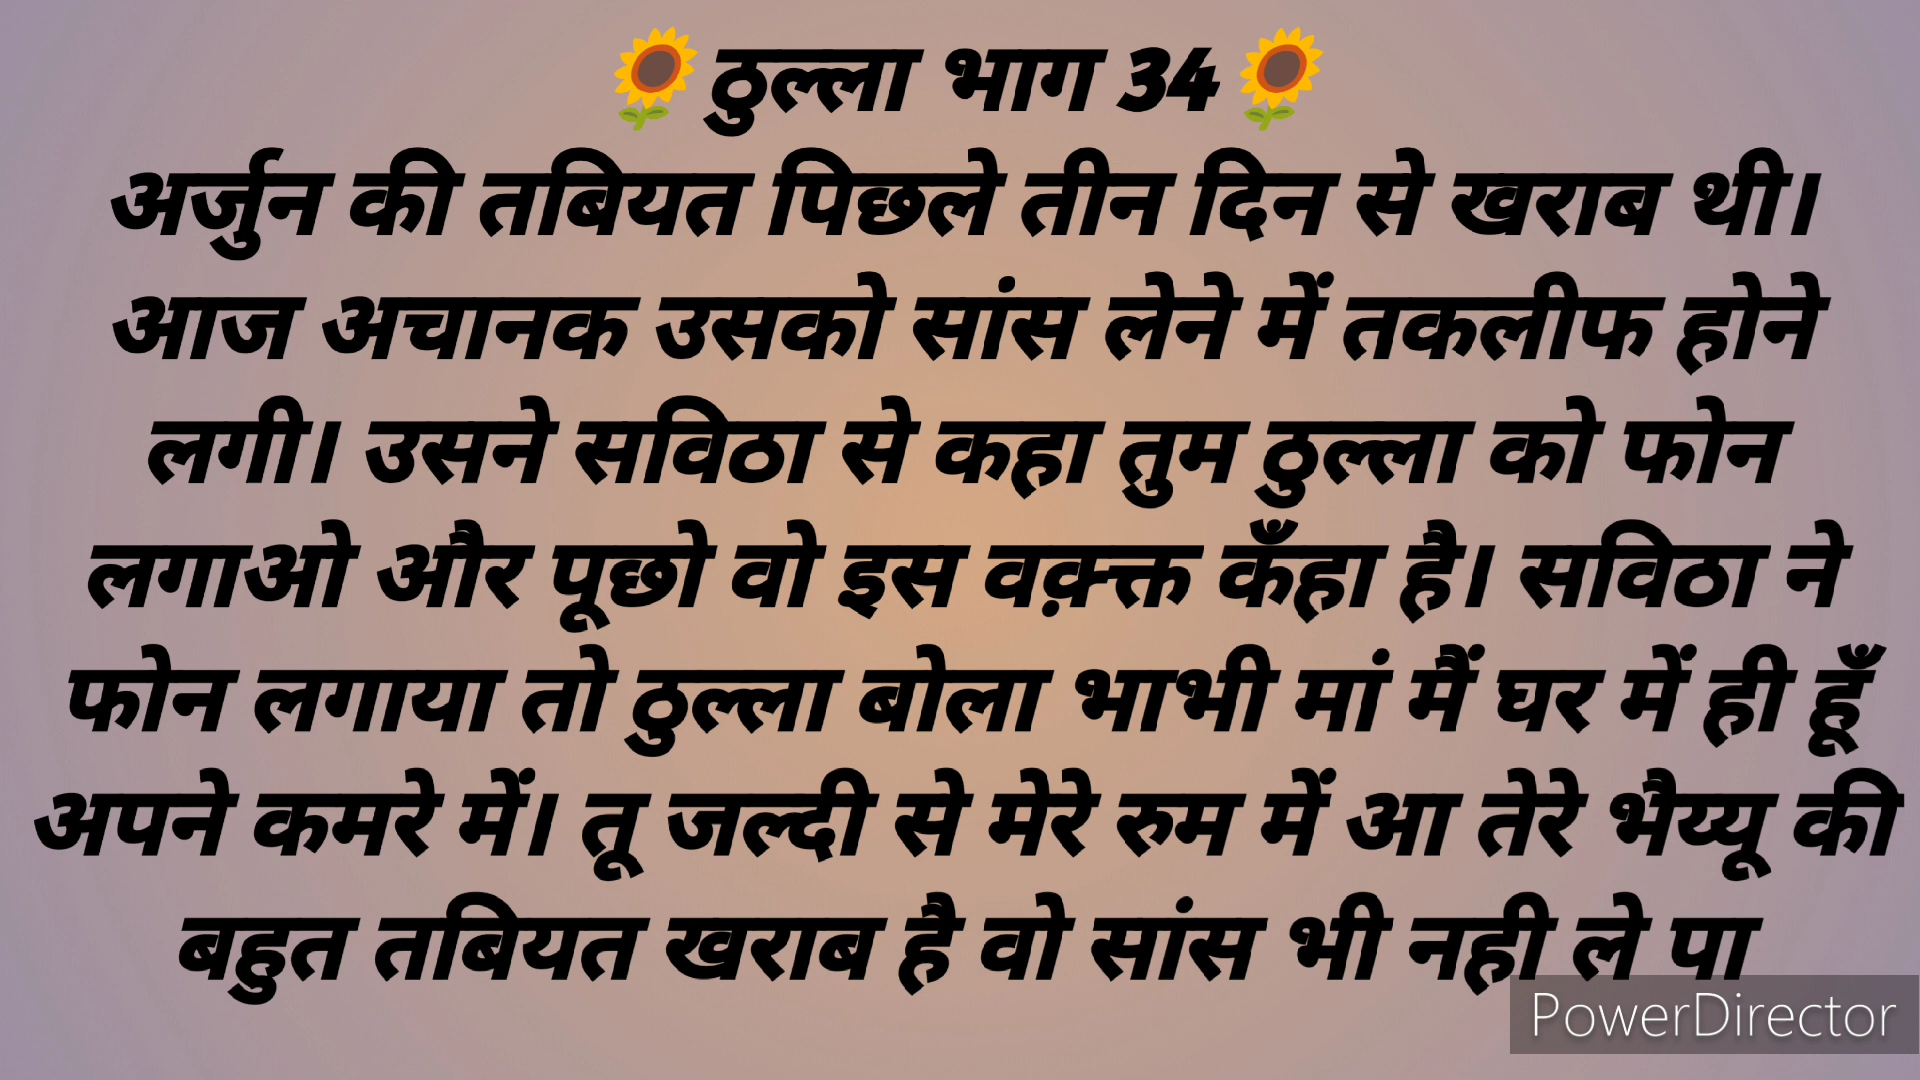 🌻ठुल्ला भाग 34🌻
अर्जुन की तबियत पिछले तीन दिन से खराब थी।
आज अचानक उसको सांस लेने में तकलीफ होने
लगी। उसने सविठा से कहा तुम ठुल्ला को फोन
लगाओ और पूछो वो इस वक़्क्त कँहा है। सविठा ने
फोन लगाया तो ठुल्ला बोला भाभी मां मैं घर में ही हूँ
अपने कमरे में। तू जल्दी से मेरे रुम में आ तेरे भैय्यू की
बहुत तबियत खराब है वो सांस भी नही ले पा
PowerDirector